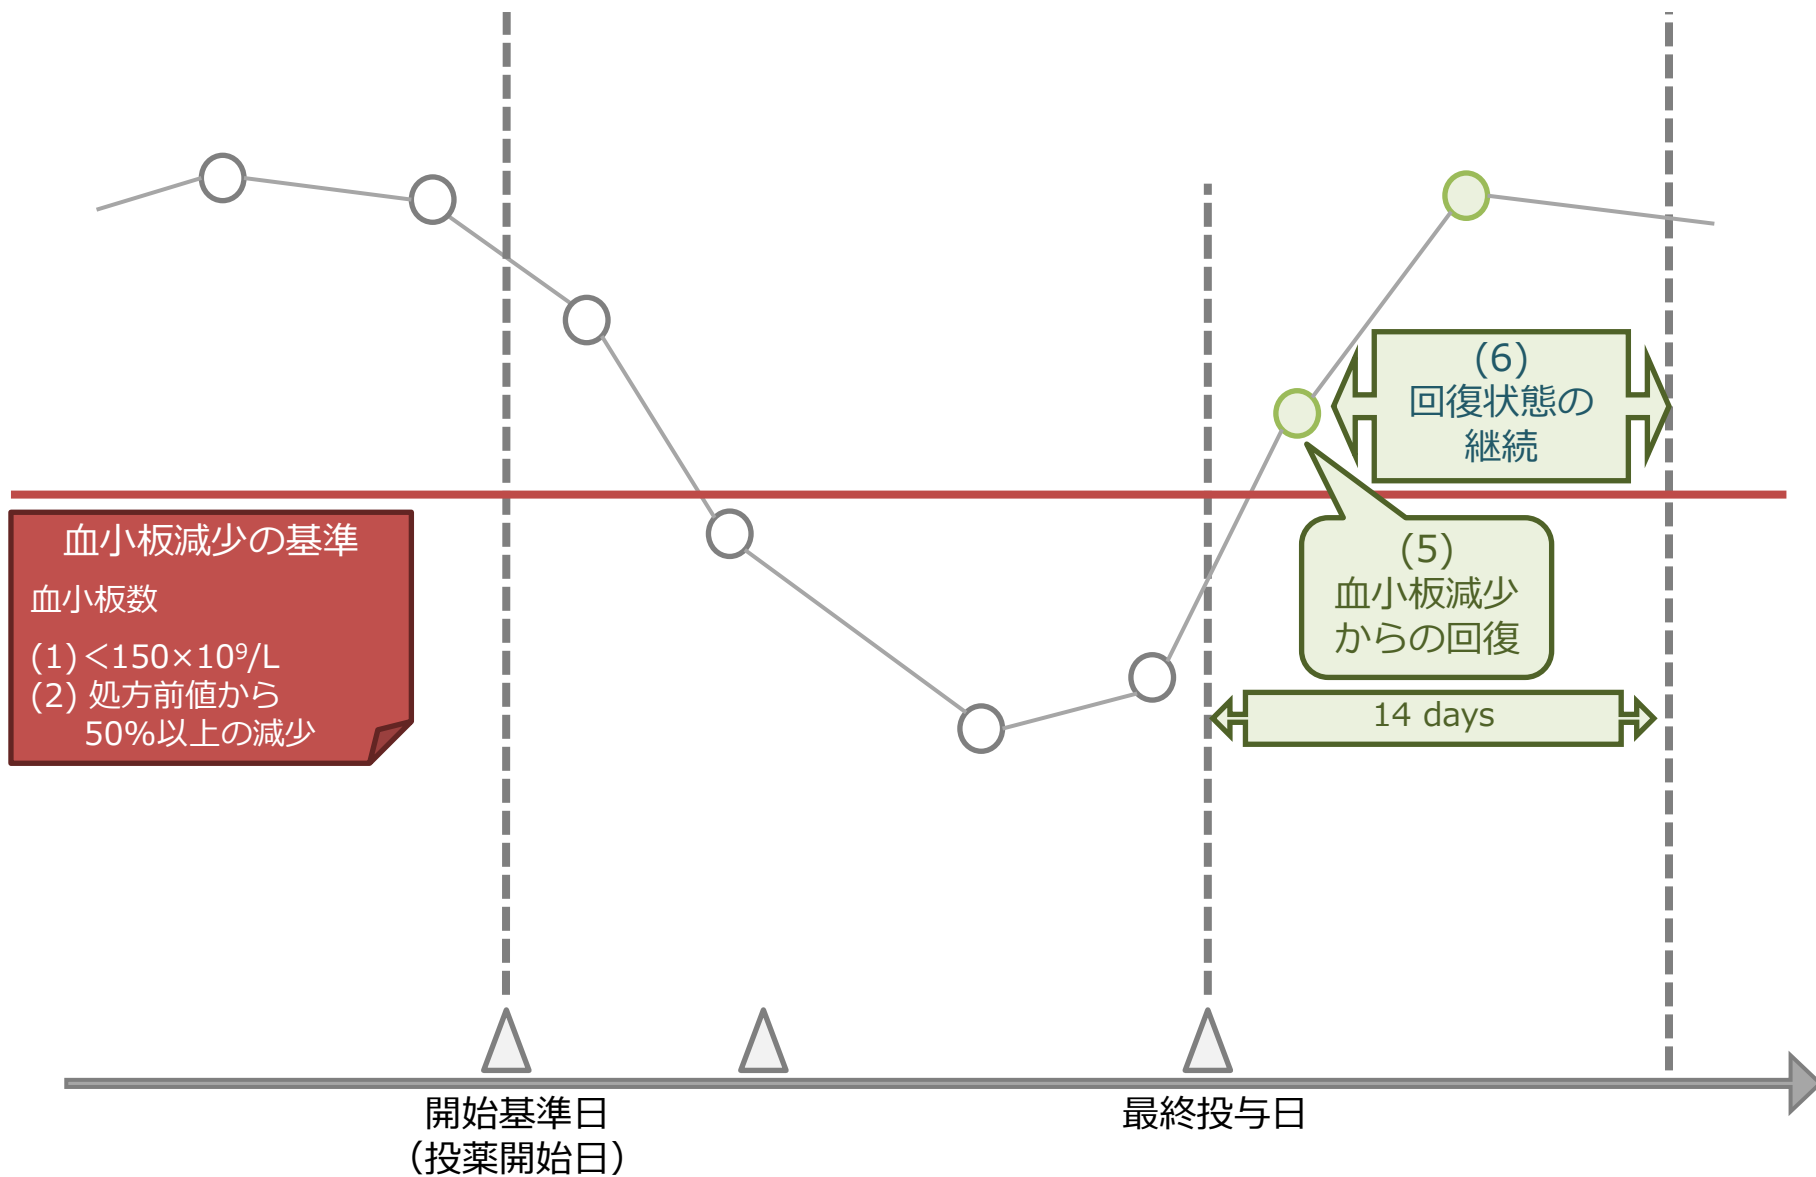 (6)
回復状態の
継続
血小板減少の基準
血小板数
(1)＜150×10⁹/L
(2) 処方前値から
50%以上の減少
(5)
血小板減少
からの回復
14 days
開始基準日
（投薬開始日）
最終投与日